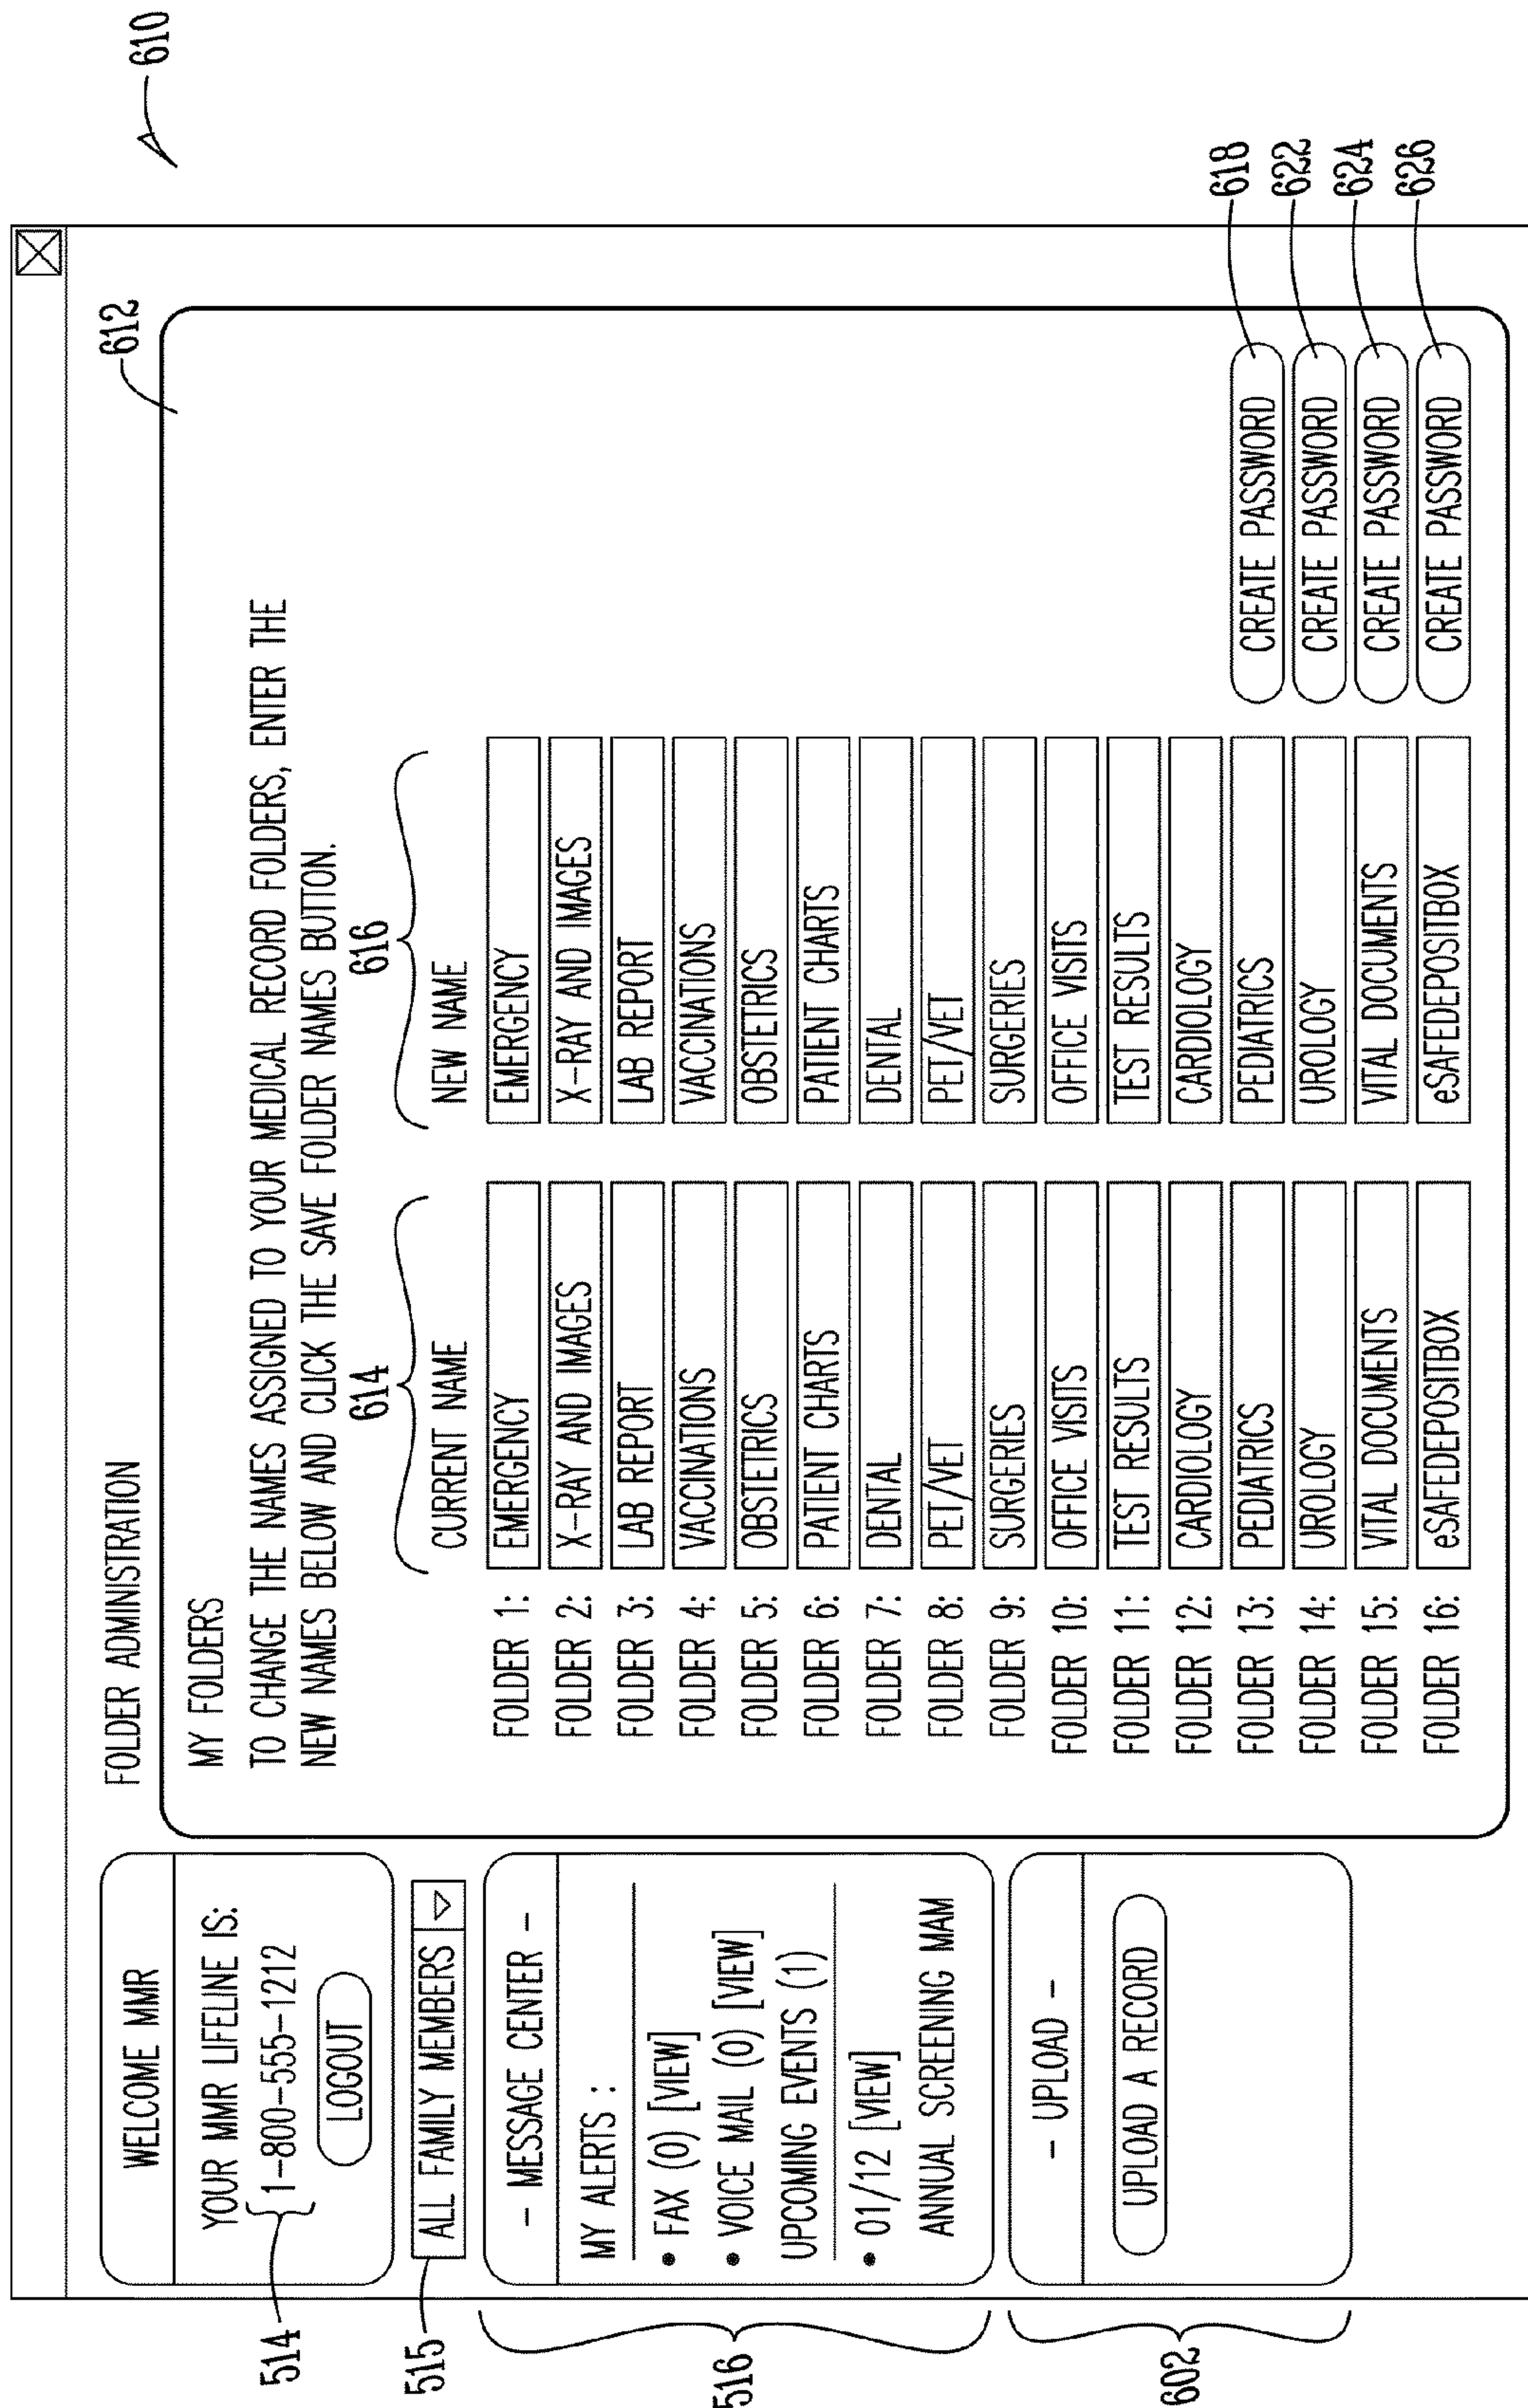 610
FOLDER ADMINISTRATION
612
WELCOME MMR
YOUR MMR LIFELINE IS:
514
1-800-555-1212
LOGOUT
515
ALL FAMILY MEMBERS
516
- MESSAGE CENTER -
MY ALERTS :
• FAX (0) [VIEW]
• VOICE MAIL (0) [VIEW]
UPCOMING EVENTS (1)
• 01/12 [VIEW]
ANNUAL SCREENING MAM
602
- UPLOAD -
UPLOAD A RECORD
MY FOLDERS
TO CHANGE THE NAMES ASSIGNED TO YOUR MEDICAL RECORD FOLDERS, ENTER THE
NEW NAMES BELOW AND CLICK THE SAVE FOLDER NAMES BUTTON.
614 616
CURRENT NAME NEW NAME
FOLDER 1: EMERGENCY EMERGENCY
FOLDER 2: X-RAY AND IMAGES X-RAY AND IMAGES
FOLDER 3: LAB REPORT LAB REPORT
FOLDER 4: VACCINATIONS VACCINATIONS
FOLDER 5: OBSTETRICS OBSTETRICS
FOLDER 6: PATIENT CHARTS PATIENT CHARTS
FOLDER 7: DENTAL DENTAL
FOLDER 8: PET/VET PET/VET
FOLDER 9: SURGERIES SURGERIES
FOLDER 10: OFFICE VISITS OFFICE VISITS
FOLDER 11: TEST RESULTS TEST RESULTS
FOLDER 12: CARDIOLOGY CARDIOLOGY
FOLDER 13: PEDIATRICS PEDIATRICS CREATE PASSWORD 618
FOLDER 14: UROLOGY UROLOGY CREATE PASSWORD 622
FOLDER 15: VITAL DOCUMENTS VITAL DOCUMENTS CREATE PASSWORD 624
FOLDER 16: eSAFEDEPOSITBOX eSAFEDEPOSITBOX CREATE PASSWORD 626